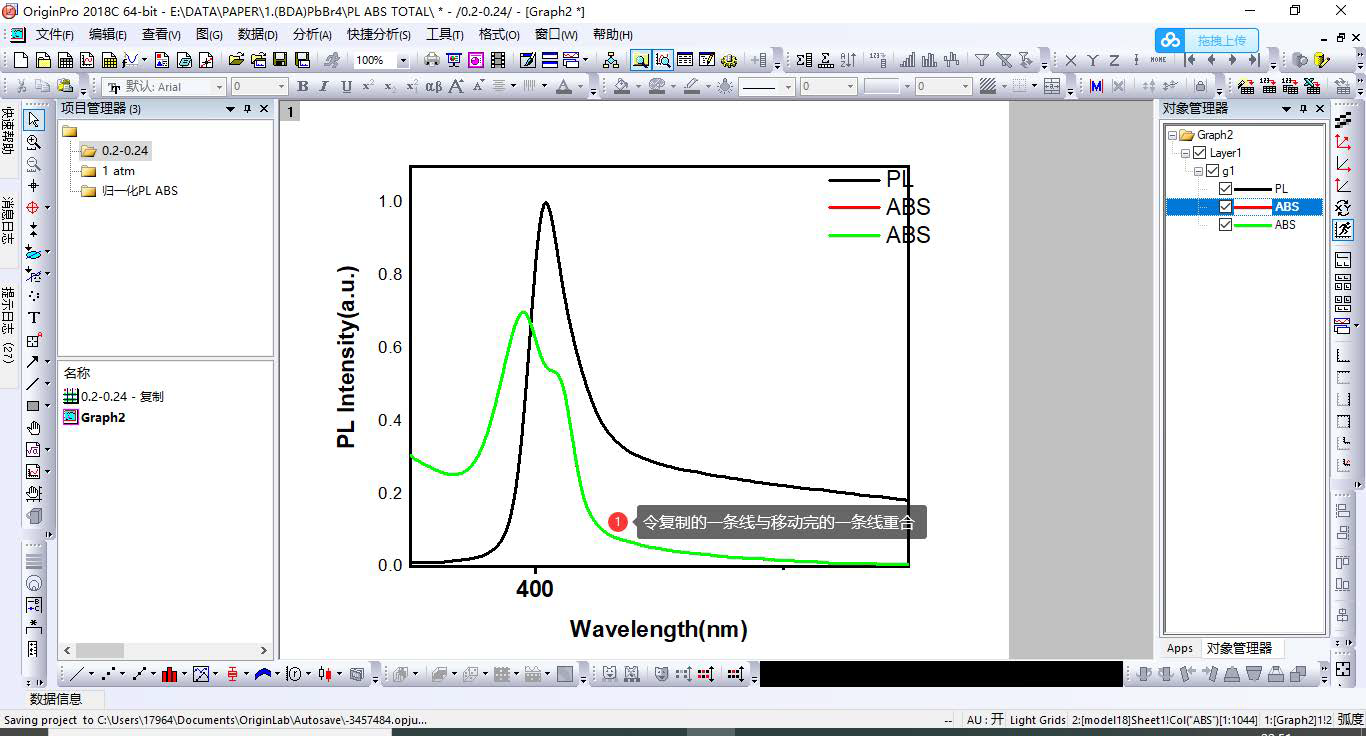 OriginPro 2018C 64-bit - E:\DATA\PAPER\1.(BDA)PbBr4\PL ABS TOTAL\ * - /0.2-0.24/ - [Graph2 *]
文件(F) 编辑(E) 查看(V) 图(G) 数据(D) 分析(A) 快捷分析(S) 工具(T) 格式(O) 窗口(W) 帮助(H)
拖拽上传
100%
X Y Z HOME
默认: Arial 0 B I U αβ A A 0 0
快速帮助
消息日志
提示日志 (27)
项目管理器 (3)
0.2-0.24
1 atm
归一化PL ABS
名称
0.2-0.24 - 复制
Graph2
1
PL
ABS
ABS
1.0
0.8
0.6
0.4
0.2
0.0
PL Intensity(a.u.)
1 令复制的一条线与移动完的一条线重合
400
Wavelength(nm)
对象管理器
Graph2
Layer1
g1
PL
ABS
ABS
Apps 对象管理器
数据信息
Saving project to C:\Users\17964\Documents\OriginLab\Autosave\-3457484.opju...
-- AU : 开 Light Grids 2:[model18]Sheet1!Col("ABS")[1:1044] 1:[Graph2]1!2 弧度